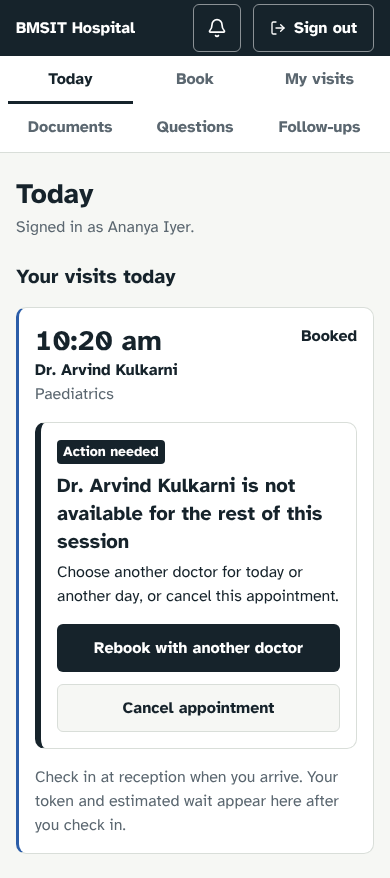 BMSIT Hospital
Sign out
Today
Book
My visits
Documents
Questions
Follow-ups
Today
Signed in as Ananya Iyer.
Your visits today
10:20 am
Booked
Dr. Arvind Kulkarni
Paediatrics
Action needed
Dr. Arvind Kulkarni is not
available for the rest of this
session
Choose another doctor for today or
another day, or cancel this appointment.
Rebook with another doctor
Cancel appointment
Check in at reception when you arrive. Your
token and estimated wait appear here after
you check in.